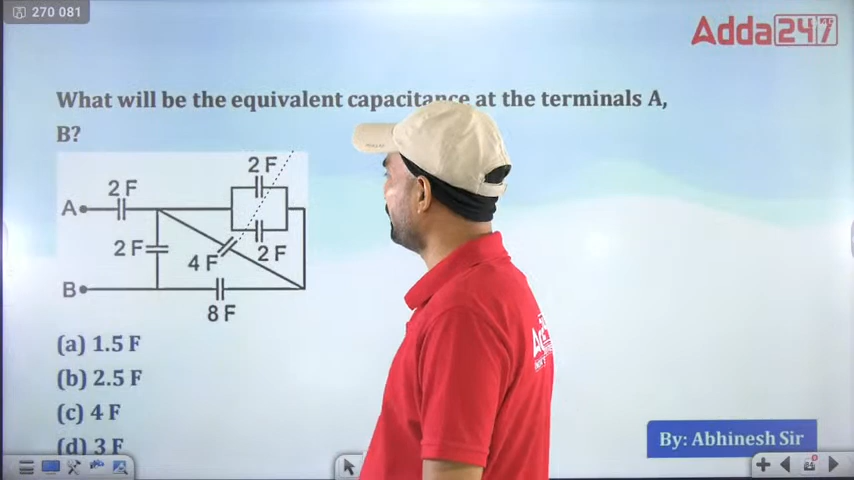 270 081
Adda247
What will be the equivalent capacitance at the terminals A,
B?
2 F
2 F
A
2 F
4 F
2 F
B
8 F
(a) 1.5 F
(b) 2.5 F
(c) 4 F
(d) 3 F
By: Abhinesh Sir